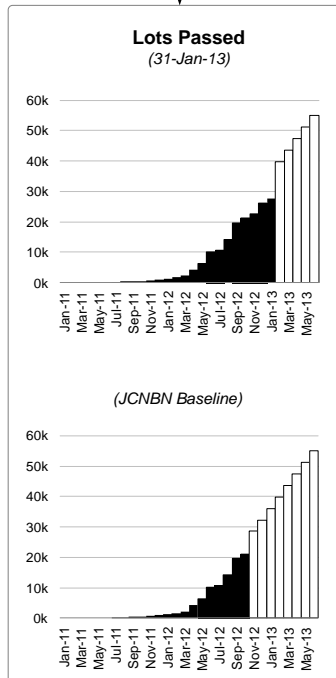 Lots Passed
(31-Jan-13)
60k
50k
40k
30k
20k
10k
0k
Jan-11
Mar-11
May-11
Jul-11
Sep-11
Nov-11
Jan-12
Mar-12
May-12
Jul-12
Sep-12
Nov-12
Jan-13
Mar-13
May-13
(JCNBN Baseline)
60k
50k
40k
30k
20k
10k
0k
Jan-11
Mar-11
May-11
Jul-11
Sep-11
Nov-11
Jan-12
Mar-12
May-12
Jul-12
Sep-12
Nov-12
Jan-13
Mar-13
May-13